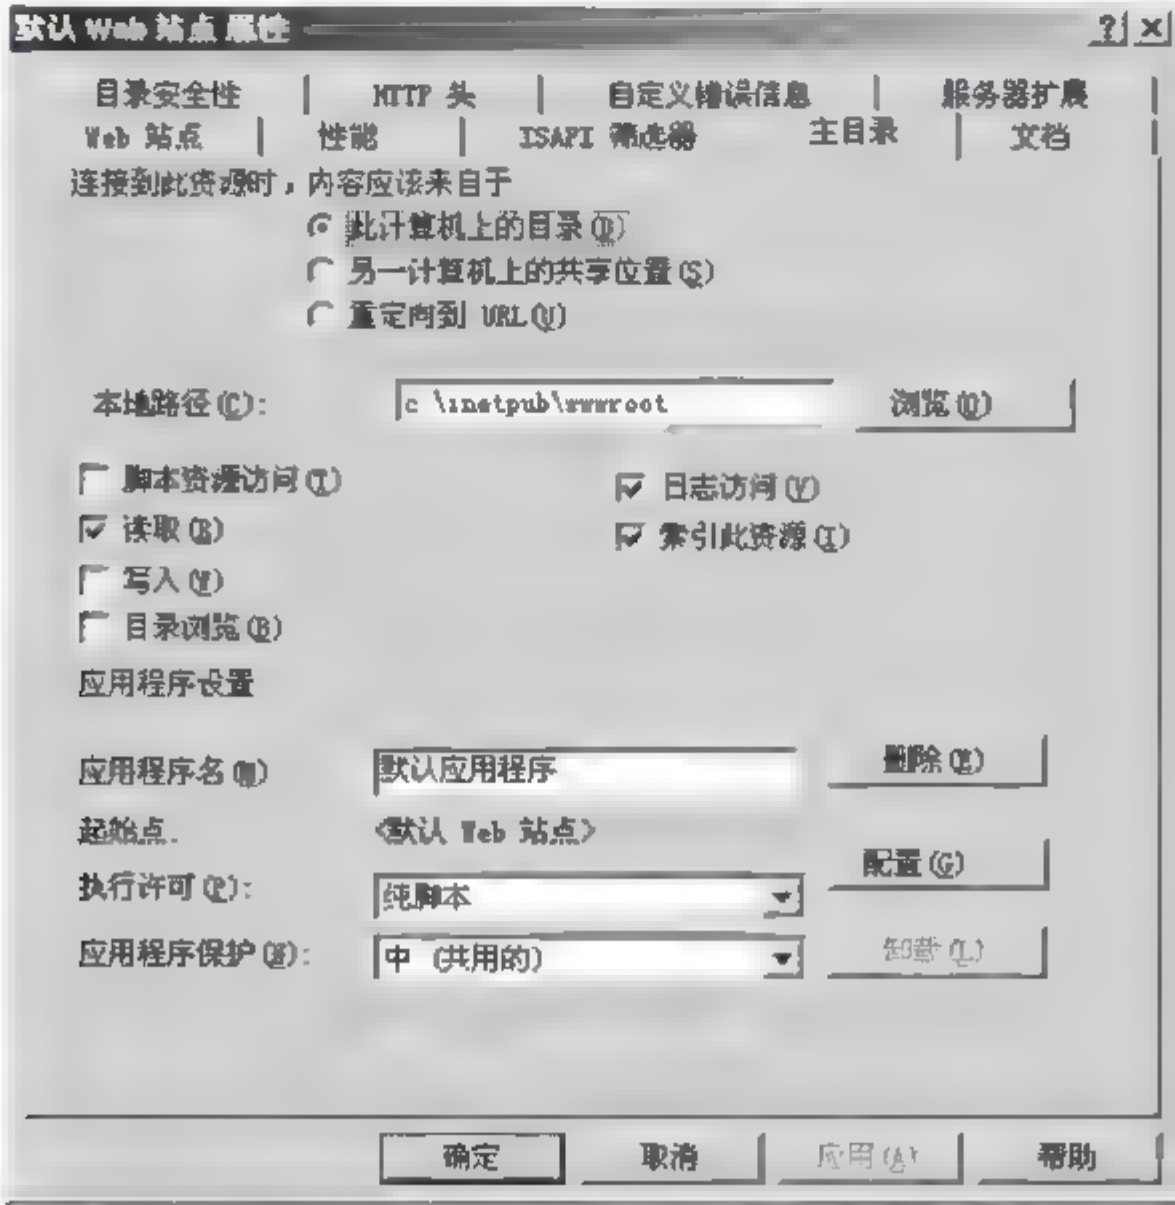 默认 Web 站点 属性
目录安全性 HTTP 头 自定义错误信息 服务器扩展
Web 站点 性能 ISAPI 筛选器 主目录 文档
连接到此资源时，内容应该来自于
此计算机上的目录(D)
另一计算机上的共享位置(S)
重定向到 URL(U)
本地路径(C): c \inetpub\wwwroot 浏览(O)
脚本资源访问(T) 日志访问(V)
读取(R) 索引此资源(I)
写入(W)
目录浏览(B)
应用程序设置
应用程序名(M) 默认应用程序 删除(E)
起始点. <默认 Web 站点>
配置(G)
执行许可(P): 纯脚本
应用程序保护(N): 中 (共用的) 卸载(L)
确定 取消 应用(A) 帮助